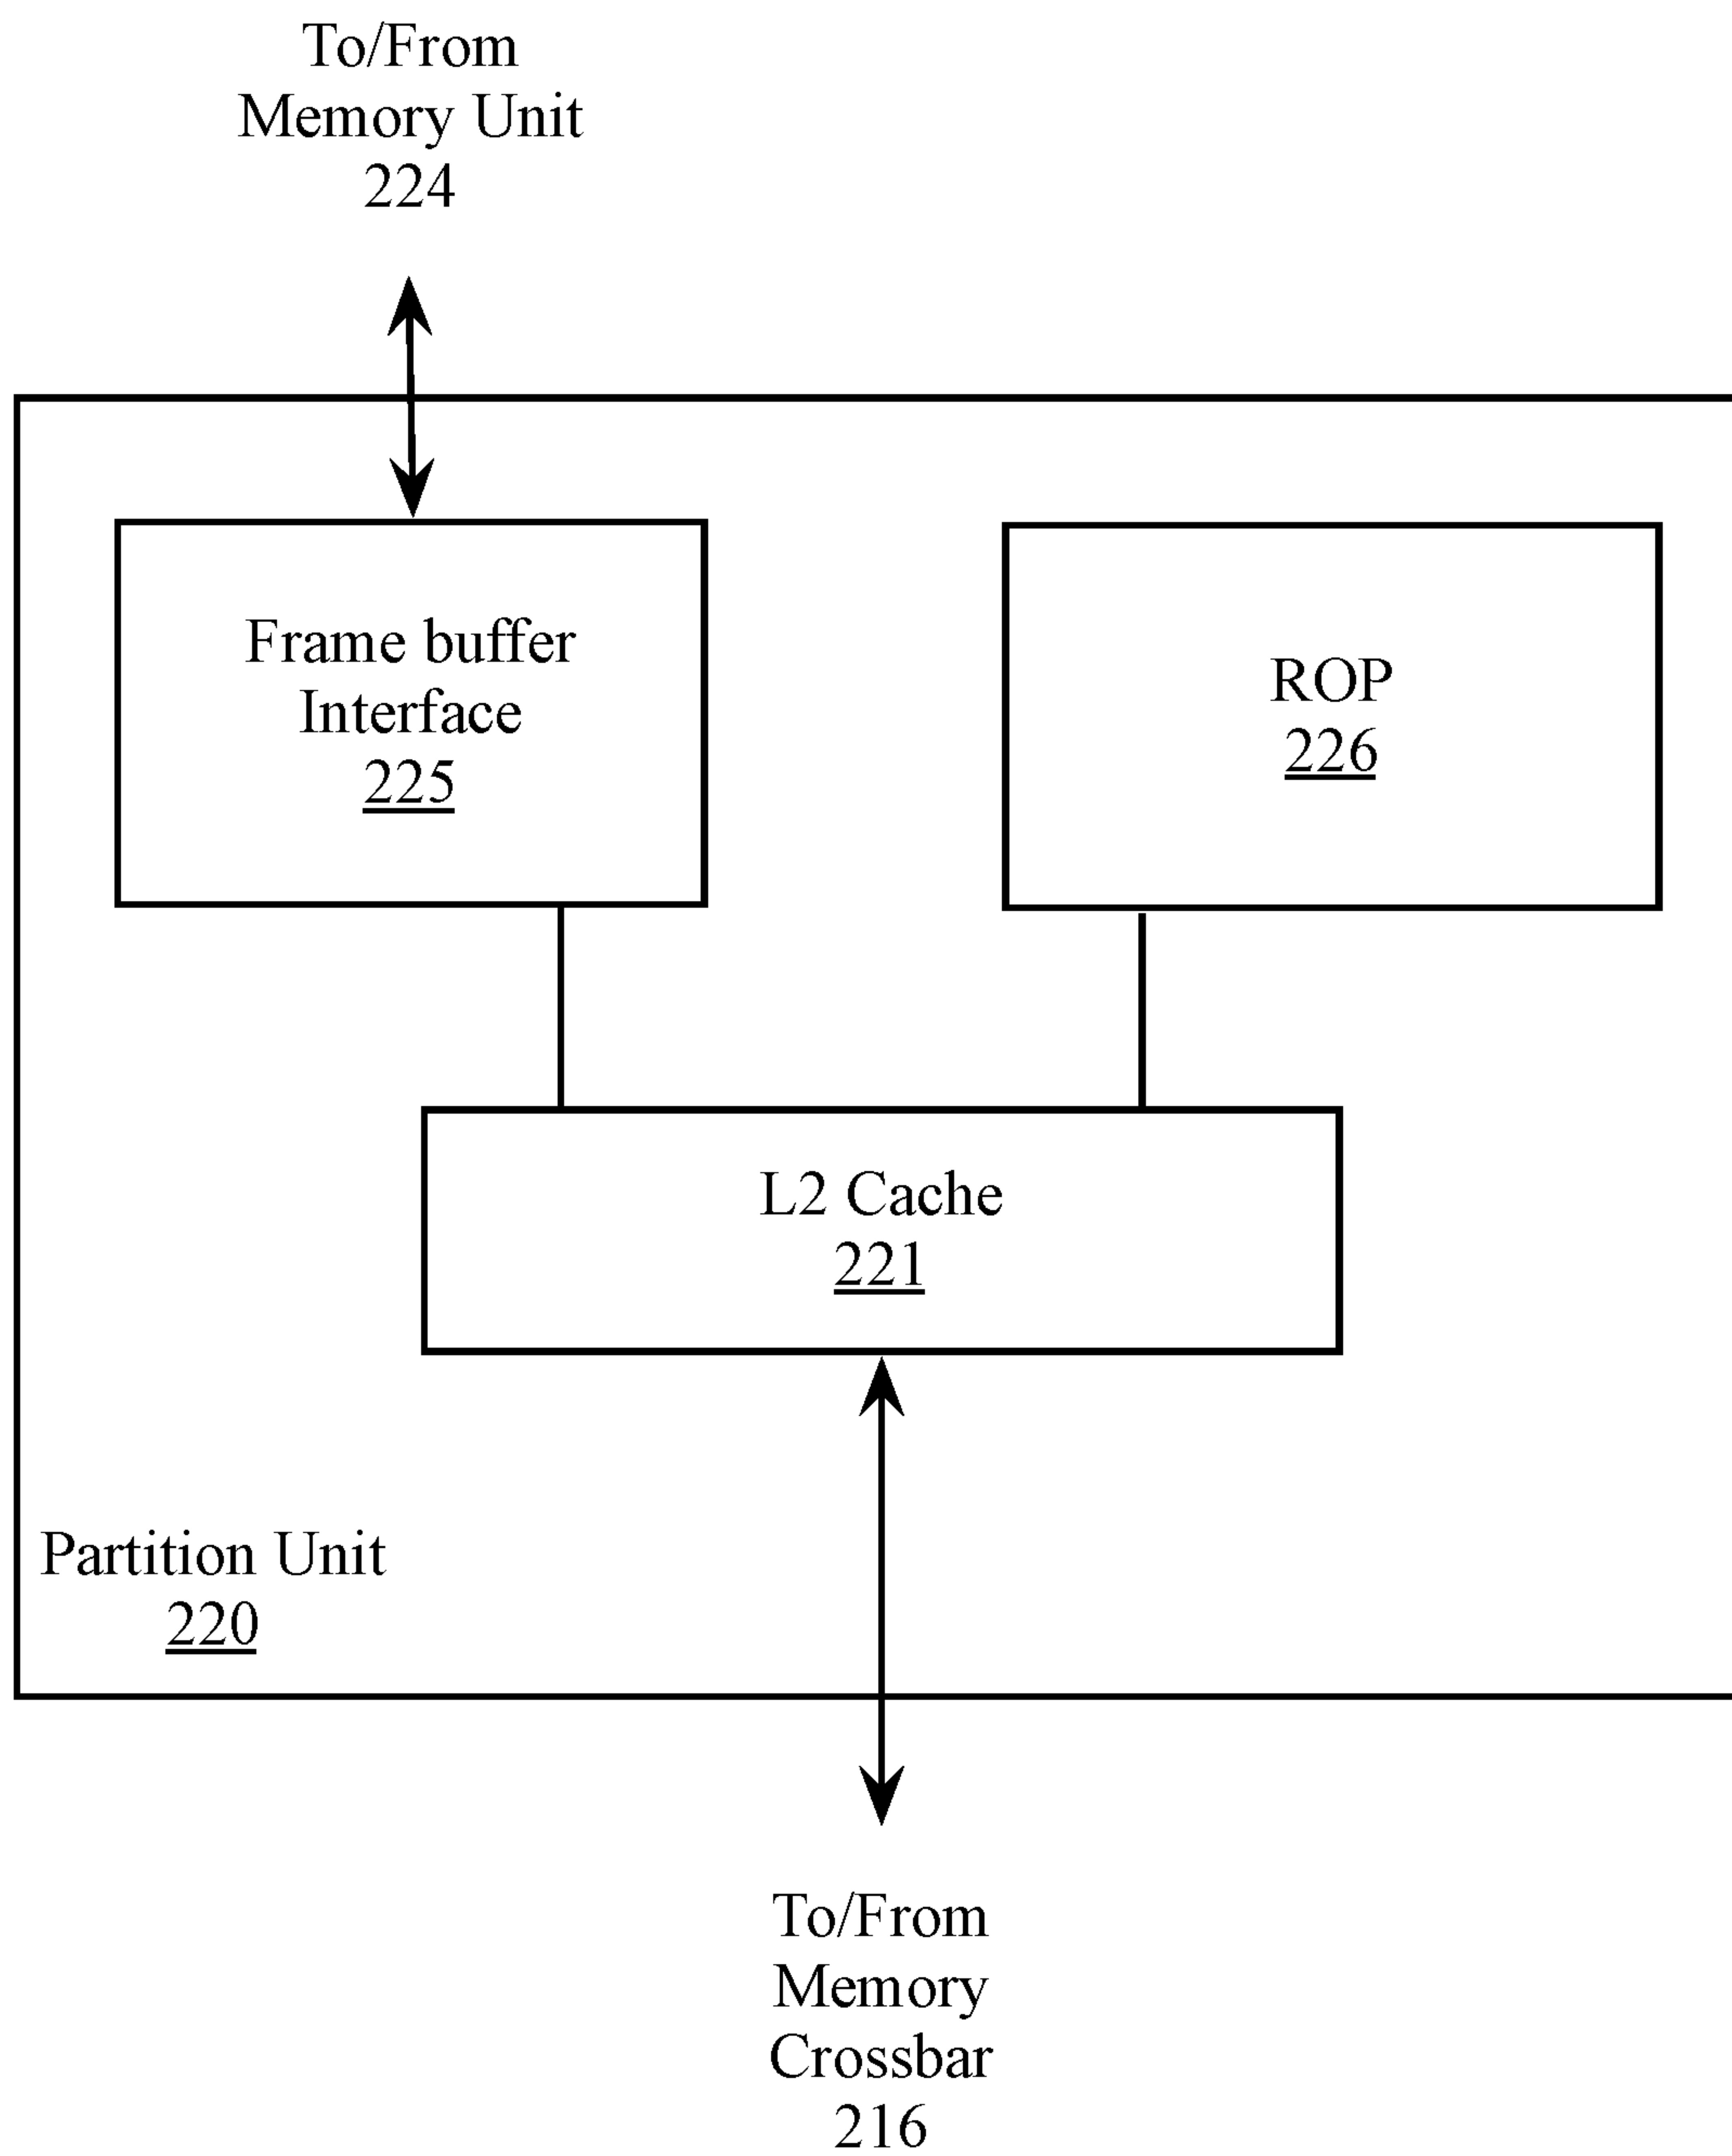 To/From
Memory Unit
224
Frame buffer
Interface
225
ROP
226
L2 Cache
221
Partition Unit
220
To/From
Memory
Crossbar
216